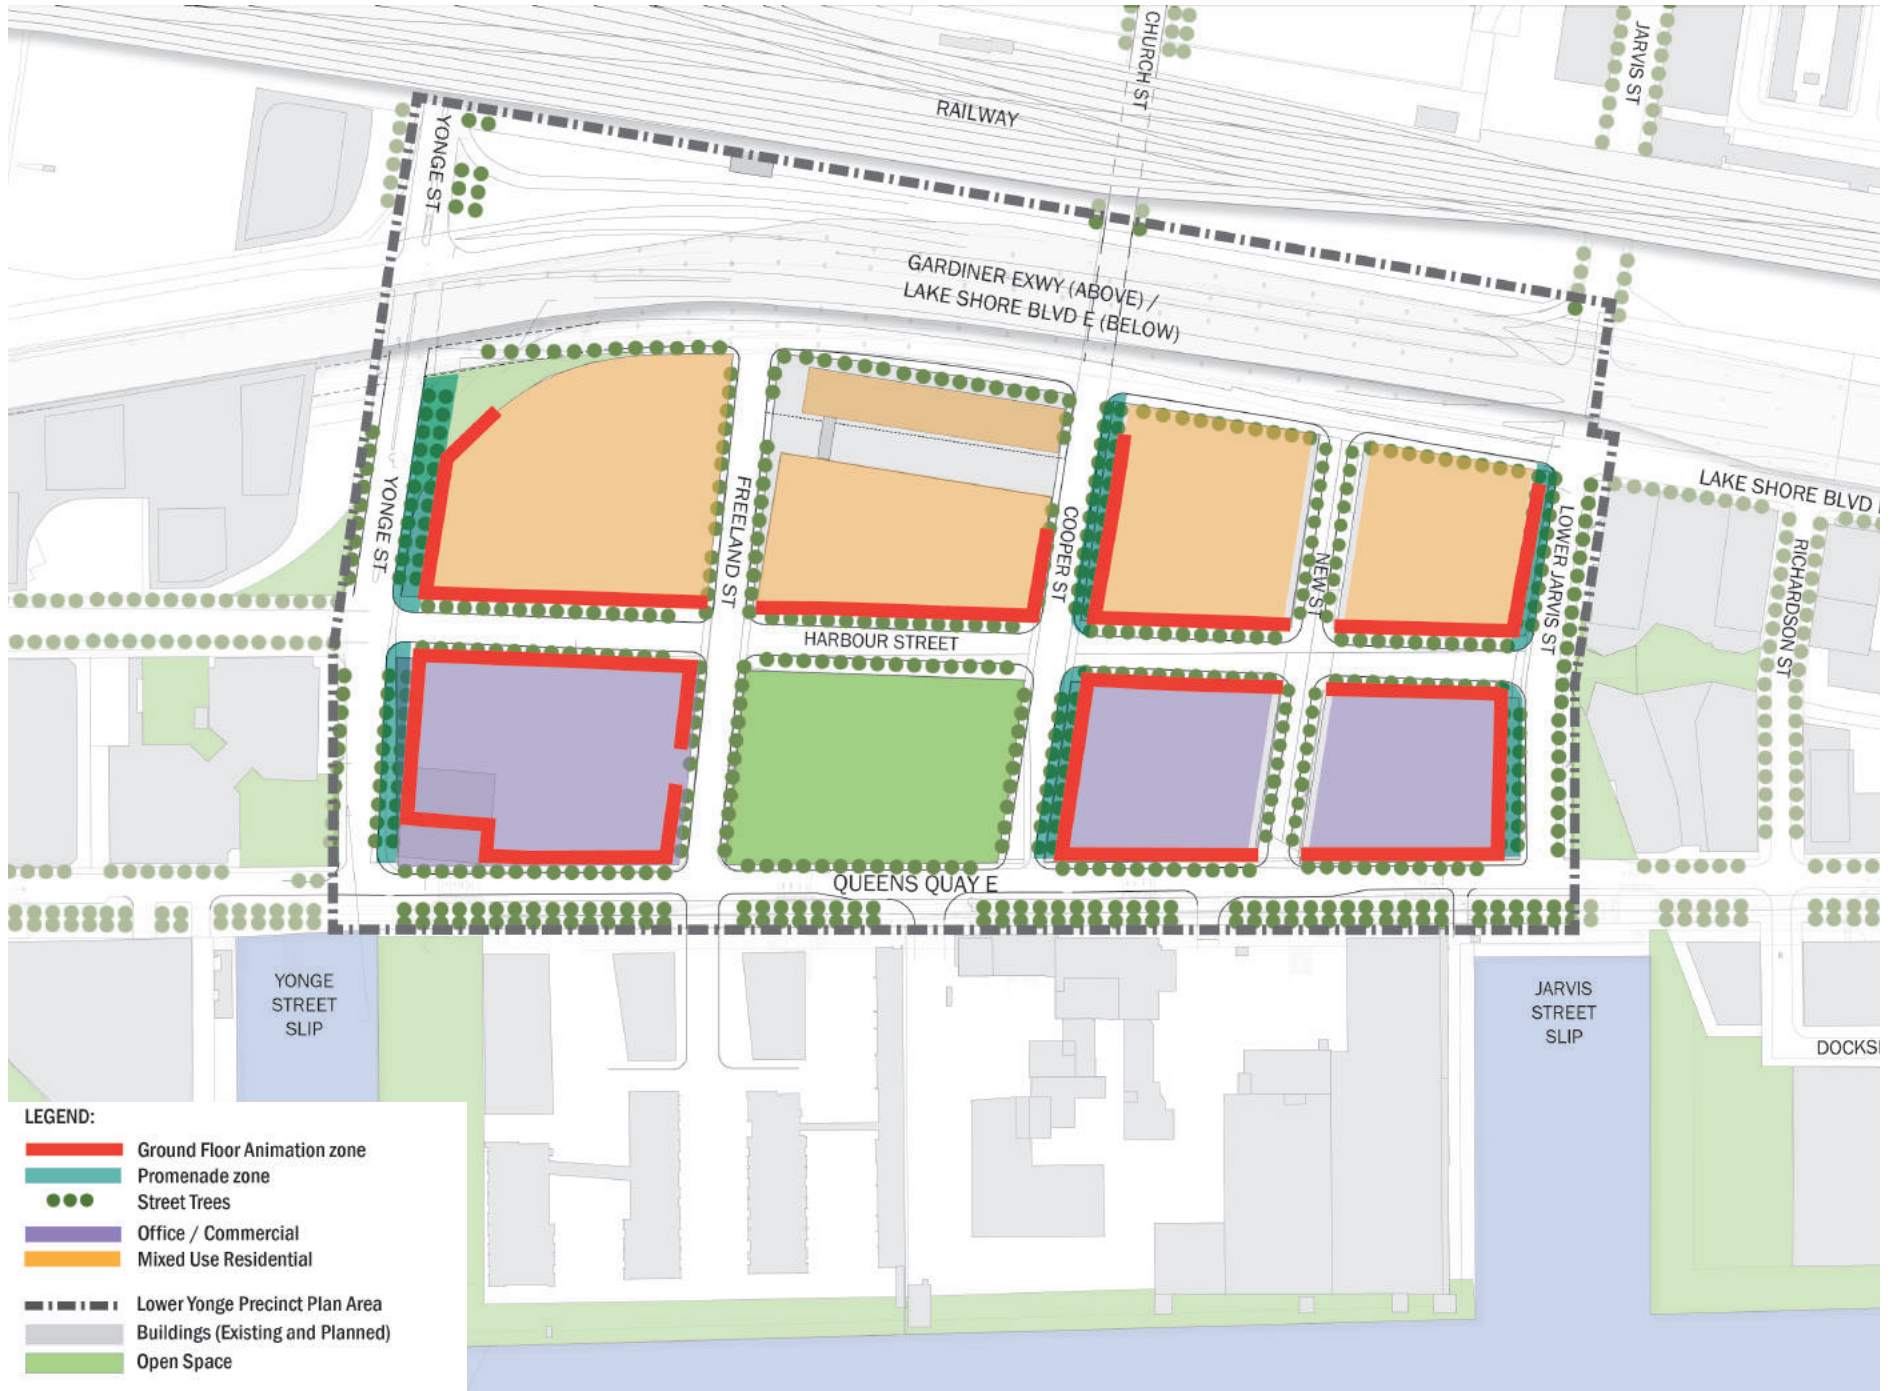 CHURCH ST
JARVIS ST
RAILWAY
YONGE ST
GARDINER EXWY (ABOVE) /
LAKE SHORE BLVD E (BELOW)
LAKE SHORE BLVD
YONGE ST
FREELAND ST
COOPER ST
NEW ST
LOWER JARVIS ST
RICHARDSON ST
HARBOUR STREET
QUEENS QUAY E
YONGE
STREET
SLIP
JARVIS
STREET
SLIP
LEGEND:
Ground Floor Animation zone
Promenade zone
Street Trees
Office / Commercial
Mixed Use Residential
Lower Yonge Precinct Plan Area
Buildings (Existing and Planned)
Open Space